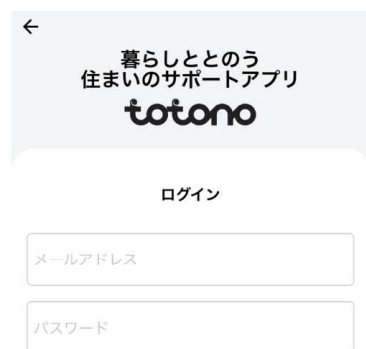 暮らしととのう
住まいのサポートアプリ
totono
ログイン
メールアドレス
パスワード